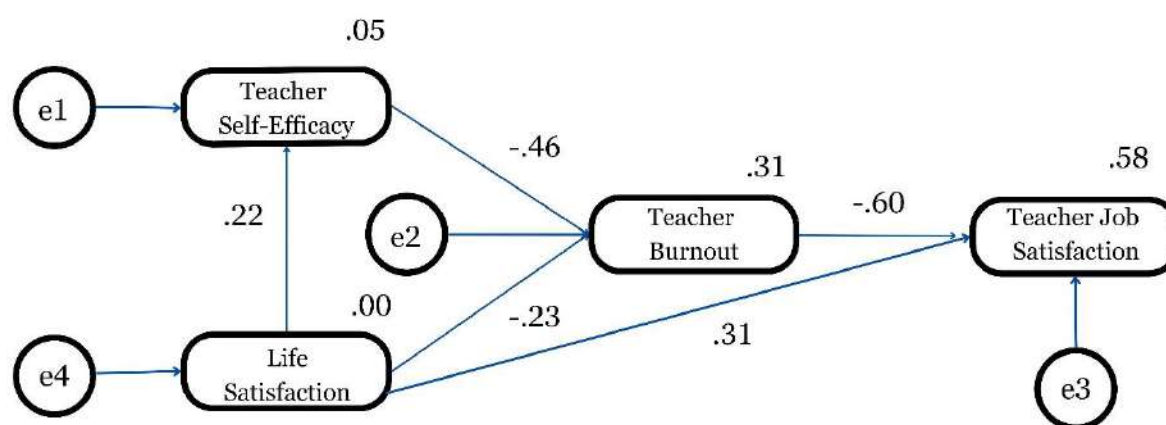 .05
Teacher
Self-Efficacy
e1
-.46
.31
.58
.22
e2
Teacher
Burnout
-.60
Teacher Job
Satisfaction
.00
-.23
.31
e4
Life
Satisfaction
e3